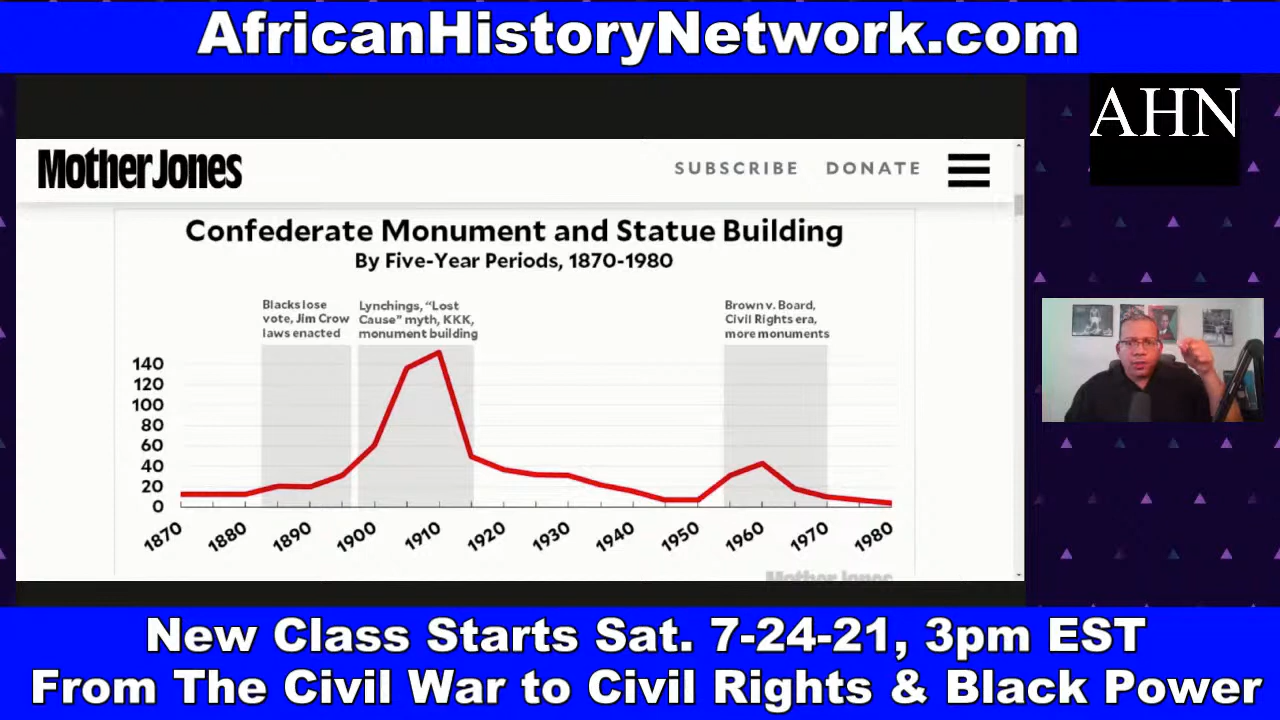 AfricanHistoryNetwork.com
AHN
Mother Jones
SUBSCRIBE DONATE
Confederate Monument and Statue Building
By Five-Year Periods, 1870-1980
Blacks lose
vote, Jim Crow
laws enacted
Lynchings, “Lost
Cause” myth, KKK,
monument building
Brown v. Board,
Civil Rights era,
more monuments
140
120
100
80
60
40
20
0
1870 1880 1890 1900 1910 1920 1930 1940 1950 1960 1970 1980
Mother Jones
New Class Starts Sat. 7-24-21, 3pm EST
From The Civil War to Civil Rights & Black Power